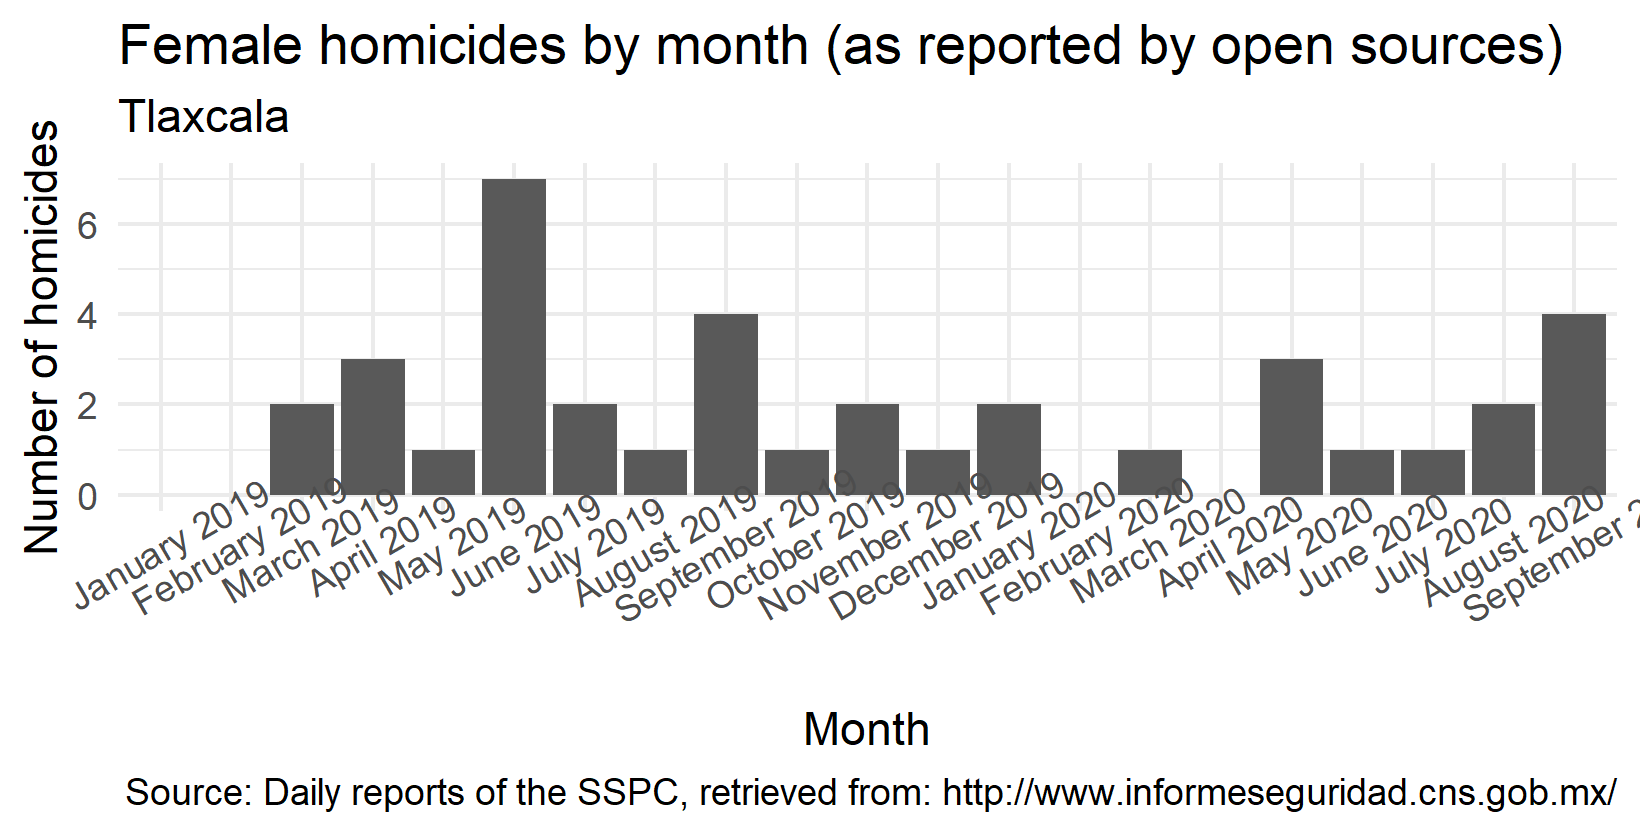 Female homicides by month (as reported by open sources)
Tlaxcala
Number of homicides
6
4
2
0
January 2019
February 2019
March 2019
April 2019
May 2019
June 2019
July 2019
August 2019
September 2019
October 2019
November 2019
December 2019
January 2020
February 2020
March 2020
April 2020
May 2020
June 2020
July 2020
August 2020
September 2
Month
Source: Daily reports of the SSPC, retrieved from: http://www.informeseguridad.cns.gob.mx/